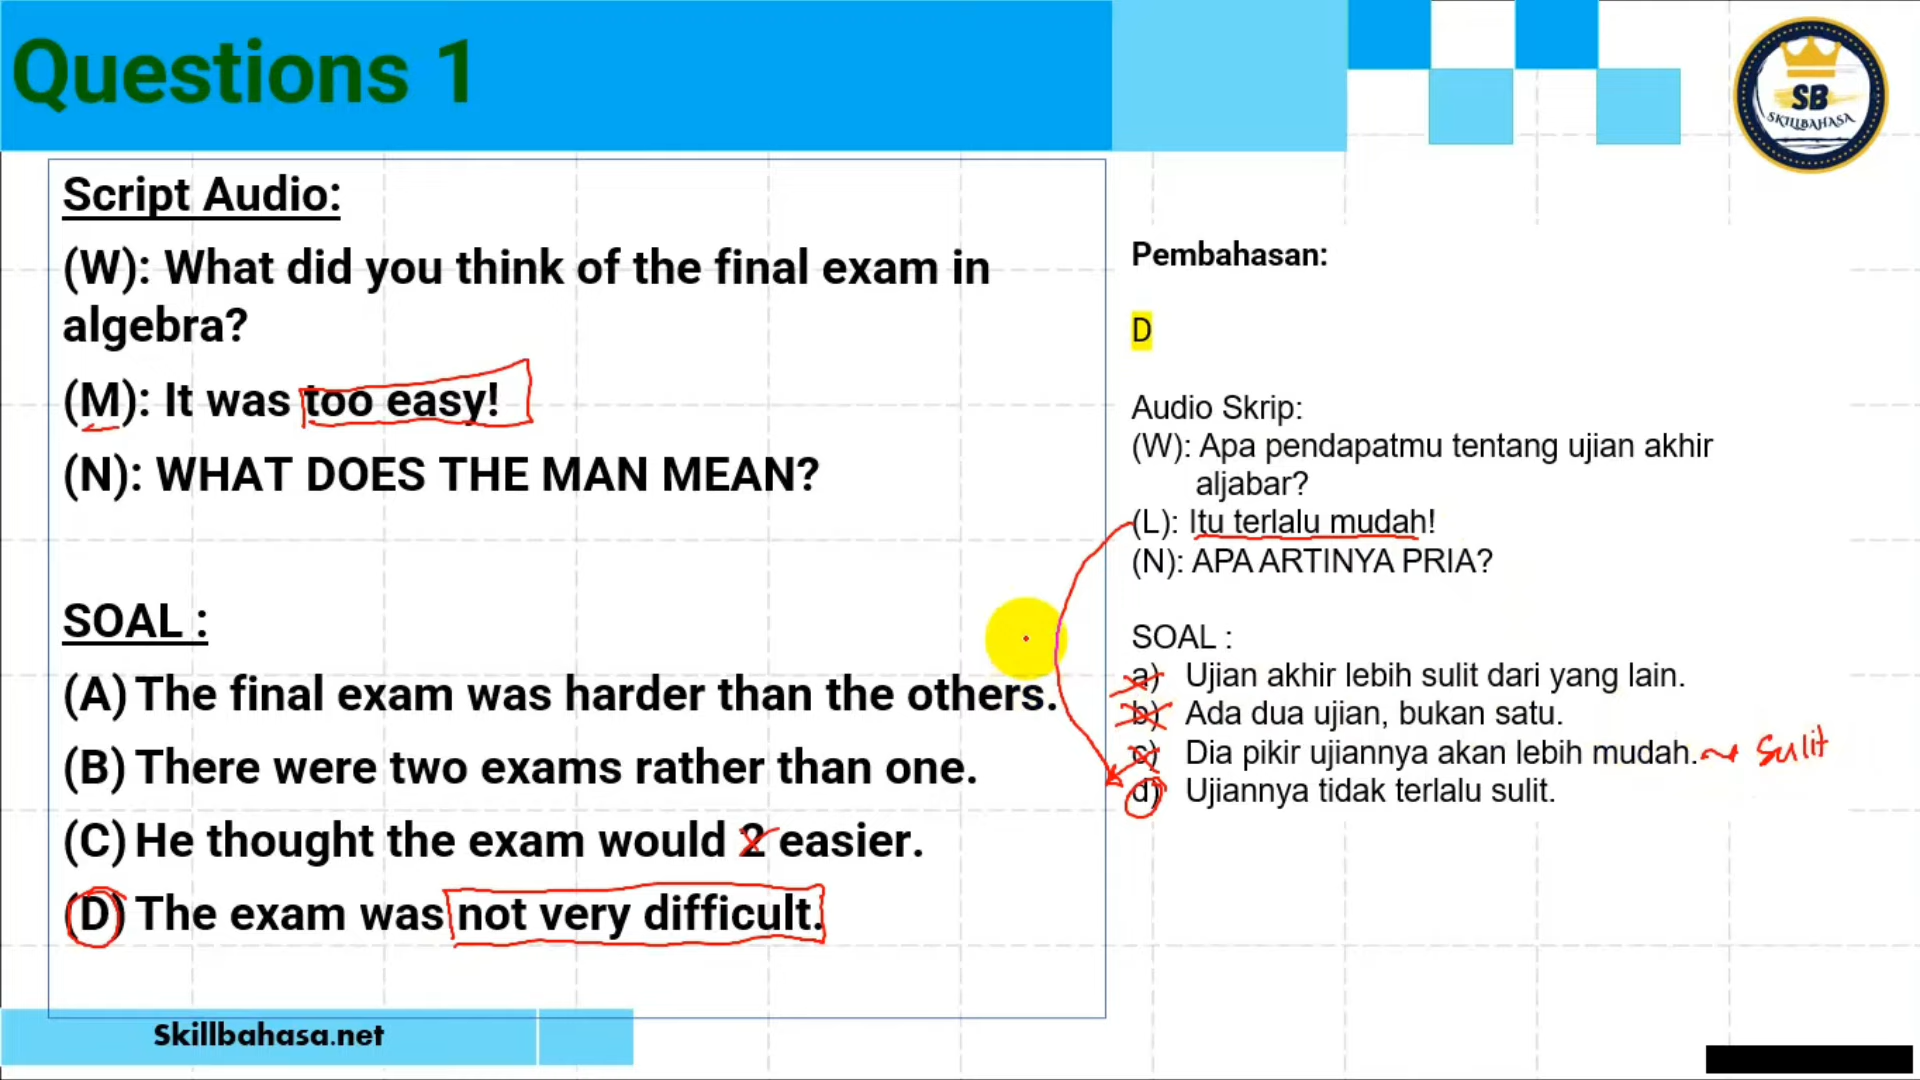 Questions 1
SB
SKILLBAHASA
Script Audio:
(W): What did you think of the final exam in
algebra?
(M): It was too easy!
(N): WHAT DOES THE MAN MEAN?
SOAL :
(A) The final exam was harder than the others.
(B) There were two exams rather than one.
(C) He thought the exam would 2 easier.
(D) The exam was not very difficult.
Pembahasan:
D
Audio Skrip:
(W): Apa pendapatmu tentang ujian akhir
aljabar?
(L): Itu terlalu mudah!
(N): APA ARTINYA PRIA?
SOAL :
a) Ujian akhir lebih sulit dari yang lain.
b) Ada dua ujian, bukan satu.
c) Dia pikir ujiannya akan lebih mudah. ~ Sulit
d) Ujiannya tidak terlalu sulit.
Skillbahasa.net